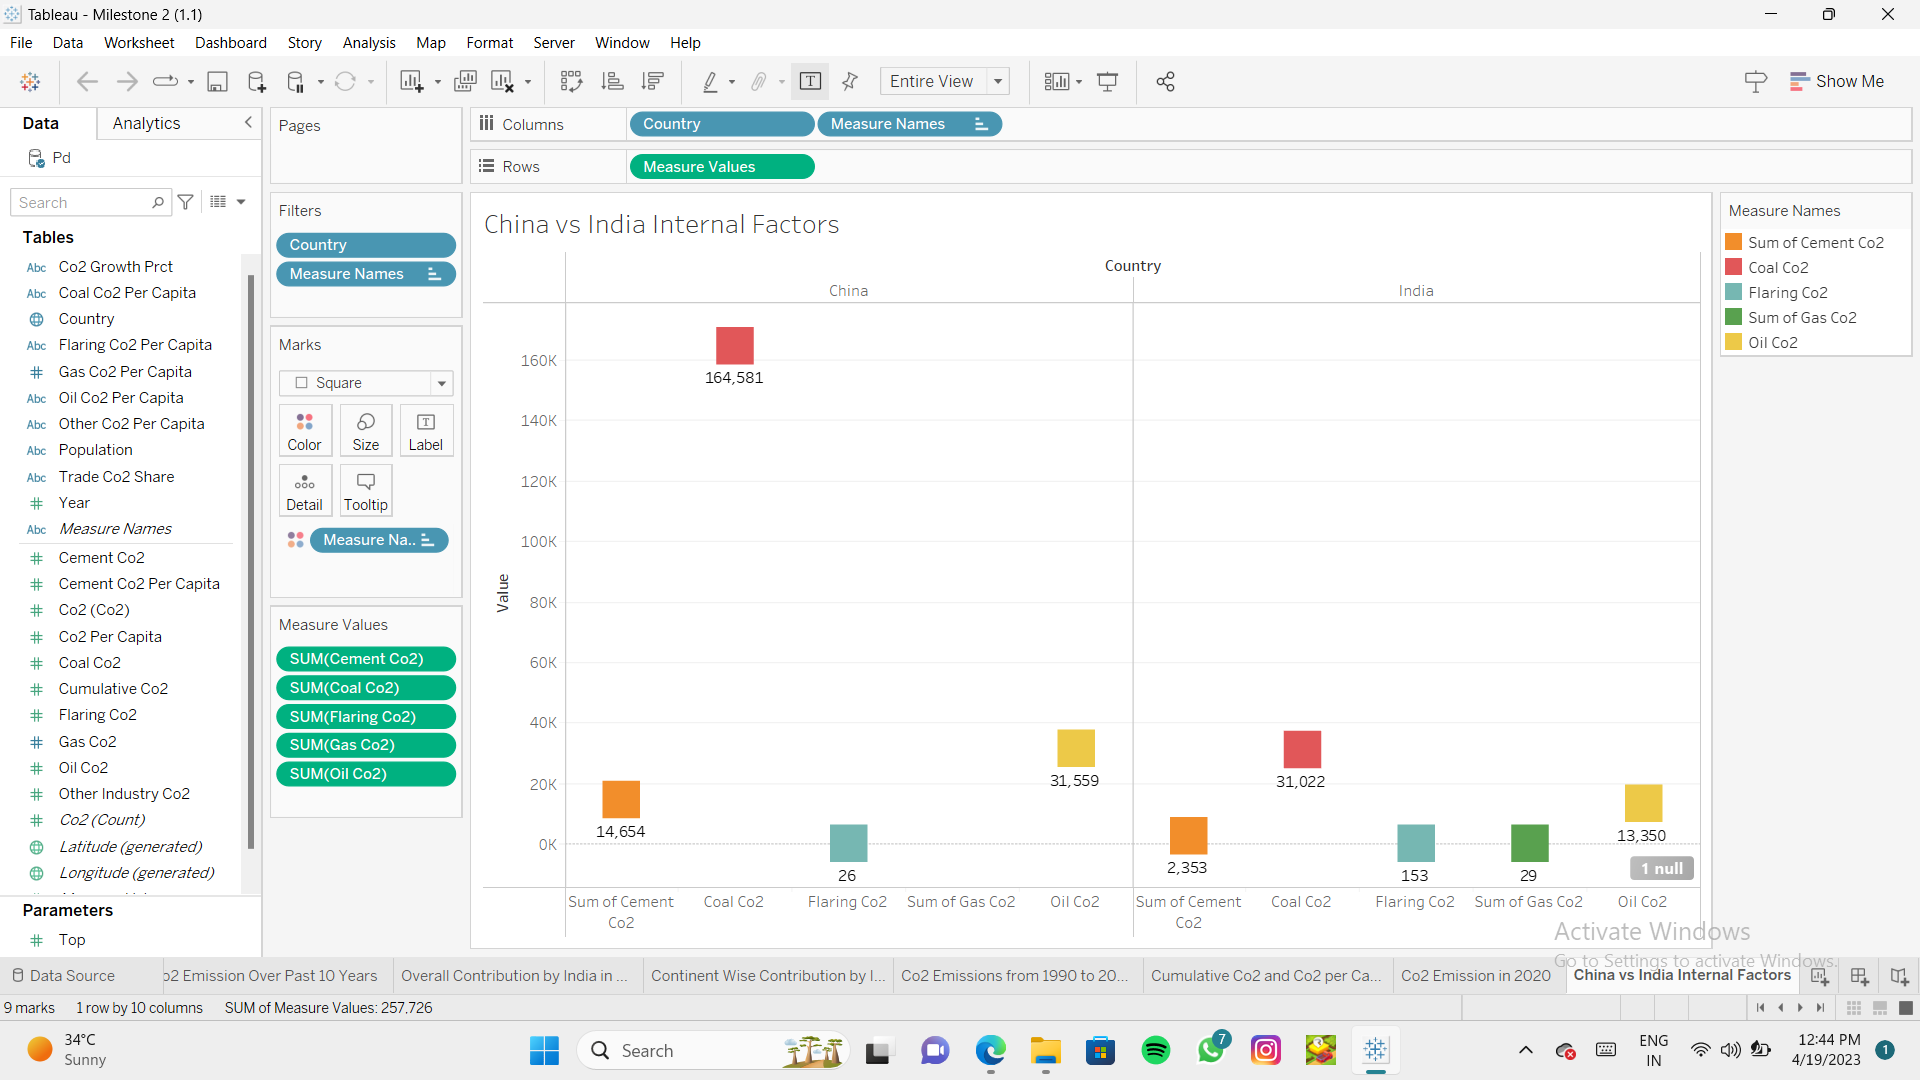 Tableau - Milestone 2 (1.1)
File Data Worksheet Dashboard Story Analysis Map Format Server Window Help
Entire View
Show Me
Data
Analytics
Pd
Search
Tables
Abc Co2 Growth Prct
Abc Coal Co2 Per Capita
Country
Abc Flaring Co2 Per Capita
# Gas Co2 Per Capita
Abc Oil Co2 Per Capita
Abc Other Co2 Per Capita
Abc Population
Abc Trade Co2 Share
# Year
Abc Measure Names
# Cement Co2
# Cement Co2 Per Capita
# Co2 (Co2)
# Co2 Per Capita
# Coal Co2
# Cumulative Co2
# Flaring Co2
# Gas Co2
# Oil Co2
# Other Industry Co2
# Co2 (Count)
Latitude (generated)
Longitude (generated)
Parameters
# Top
Pages
Filters
Country
Measure Names
Marks
Square
Color Size Label
Detail Tooltip
Measure Na..
Measure Values
SUM(Cement Co2)
SUM(Coal Co2)
SUM(Flaring Co2)
SUM(Gas Co2)
SUM(Oil Co2)
Columns Country Measure Names
Rows Measure Values
China vs India Internal Factors
Country
China India
Value
160K
140K
120K
100K
80K
60K
40K
20K
0K
164,581
31,559
31,022
14,654
13,350
2,353
26
153
29
1 null
Sum of Cement Co2
Coal Co2
Flaring Co2
Sum of Gas Co2
Oil Co2
Sum of Cement Co2
Coal Co2
Flaring Co2
Sum of Gas Co2
Oil Co2
Measure Names
Sum of Cement Co2
Coal Co2
Flaring Co2
Sum of Gas Co2
Oil Co2
Activate Windows
Go to Settings to activate Windows.
Data Source
o2 Emission Over Past 10 Years
Overall Contribution by India in ...
Continent Wise Contribution by I...
Co2 Emissions from 1990 to 20...
Cumulative Co2 and Co2 per Ca...
Co2 Emission in 2020
China vs India Internal Factors
9 marks 1 row by 10 columns SUM of Measure Values: 257,726
34°C
Sunny
Search
7
ENG
IN
12:44 PM
4/19/2023
1